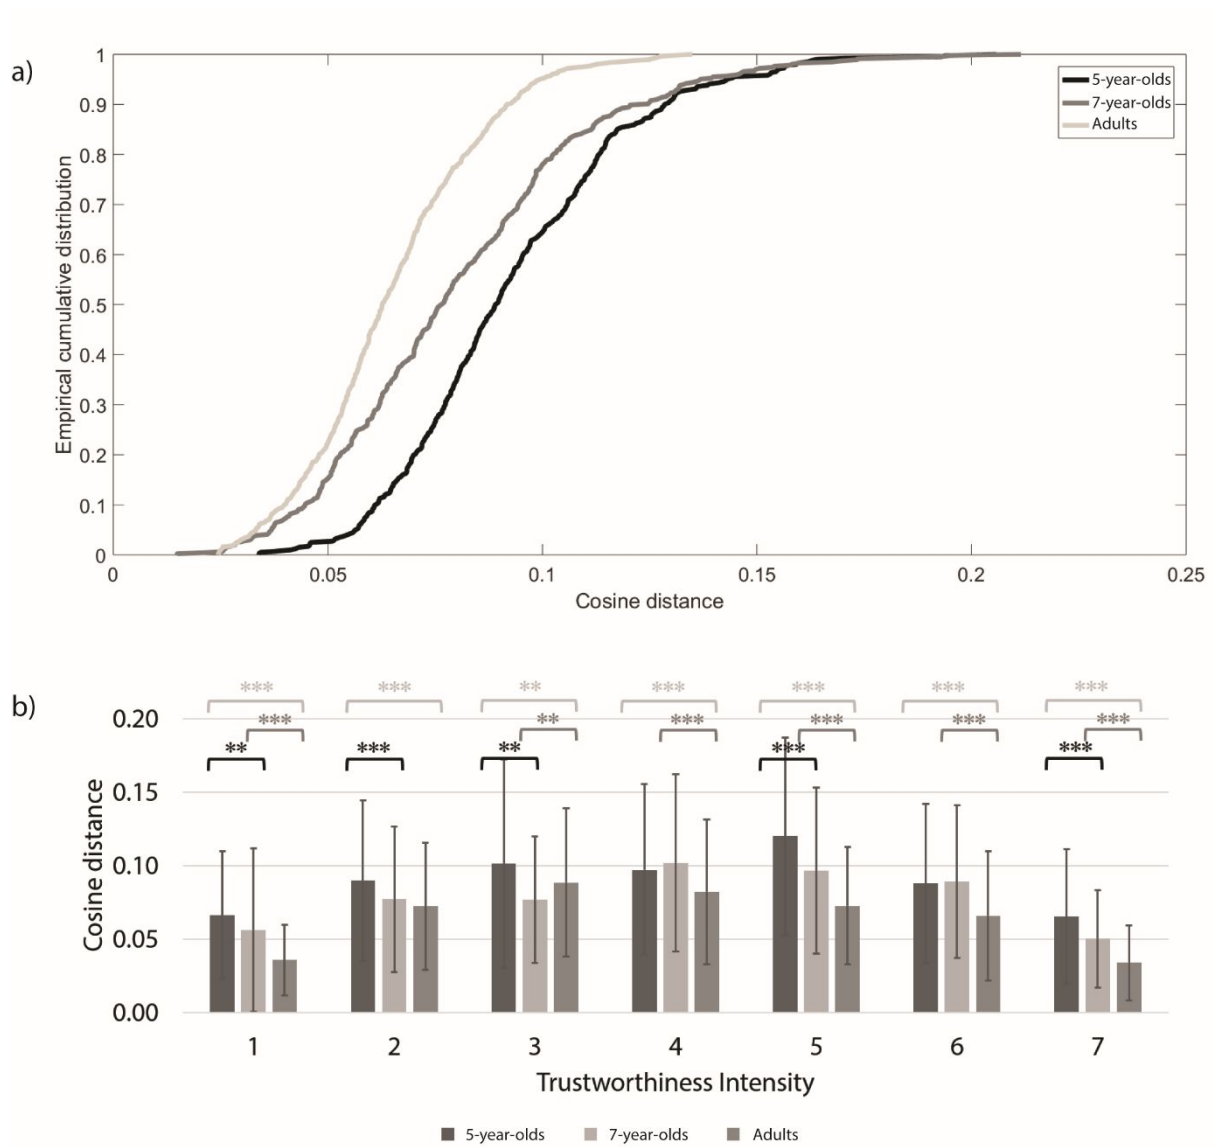 a)
1
0.9
0.8
0.7
0.6
0.5
0.4
0.3
0.2
0.1
0
Empirical cumulative distribution
5-year-olds
7-year-olds
Adults
0 0.05 0.1 0.15 0.2 0.25
Cosine distance
b)
*** *** ** *** *** *** ***
*** ** *** *** *** ***
** *** ** *** ***
0.20
0.15
0.10
0.05
0.00
Cosine distance
1 2 3 4 5 6 7
Trustworthiness Intensity
5-year-olds 7-year-olds Adults